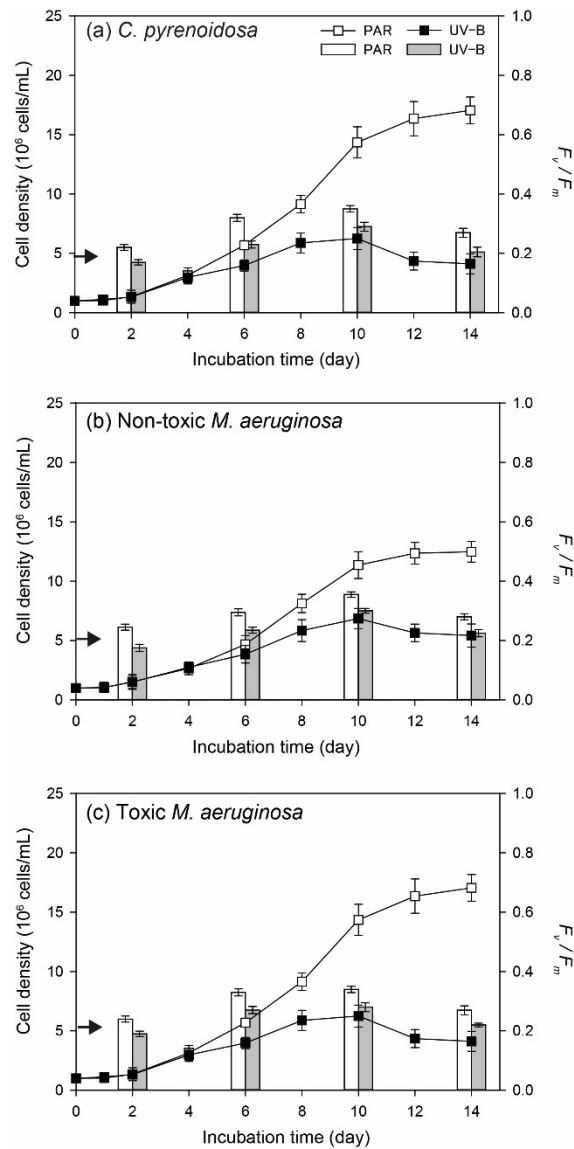 (a) C. pyrenoidosa
PAR UV-B
PAR UV-B
25 20 15 10 5 0
Cell density (10⁶ cells/mL)
1.0 0.8 0.6 0.4 0.2 0.0
Fv / Fm
0 2 4 6 8 10 12 14
Incubation time (day)
(b) Non-toxic M. aeruginosa
25 20 15 10 5 0
Cell density (10⁶ cells/mL)
1.0 0.8 0.6 0.4 0.2 0.0
Fv / Fm
0 2 4 6 8 10 12 14
Incubation time (day)
(c) Toxic M. aeruginosa
25 20 15 10 5 0
Cell density (10⁶ cells/mL)
1.0 0.8 0.6 0.4 0.2 0.0
Fv / Fm
0 2 4 6 8 10 12 14
Incubation time (day)